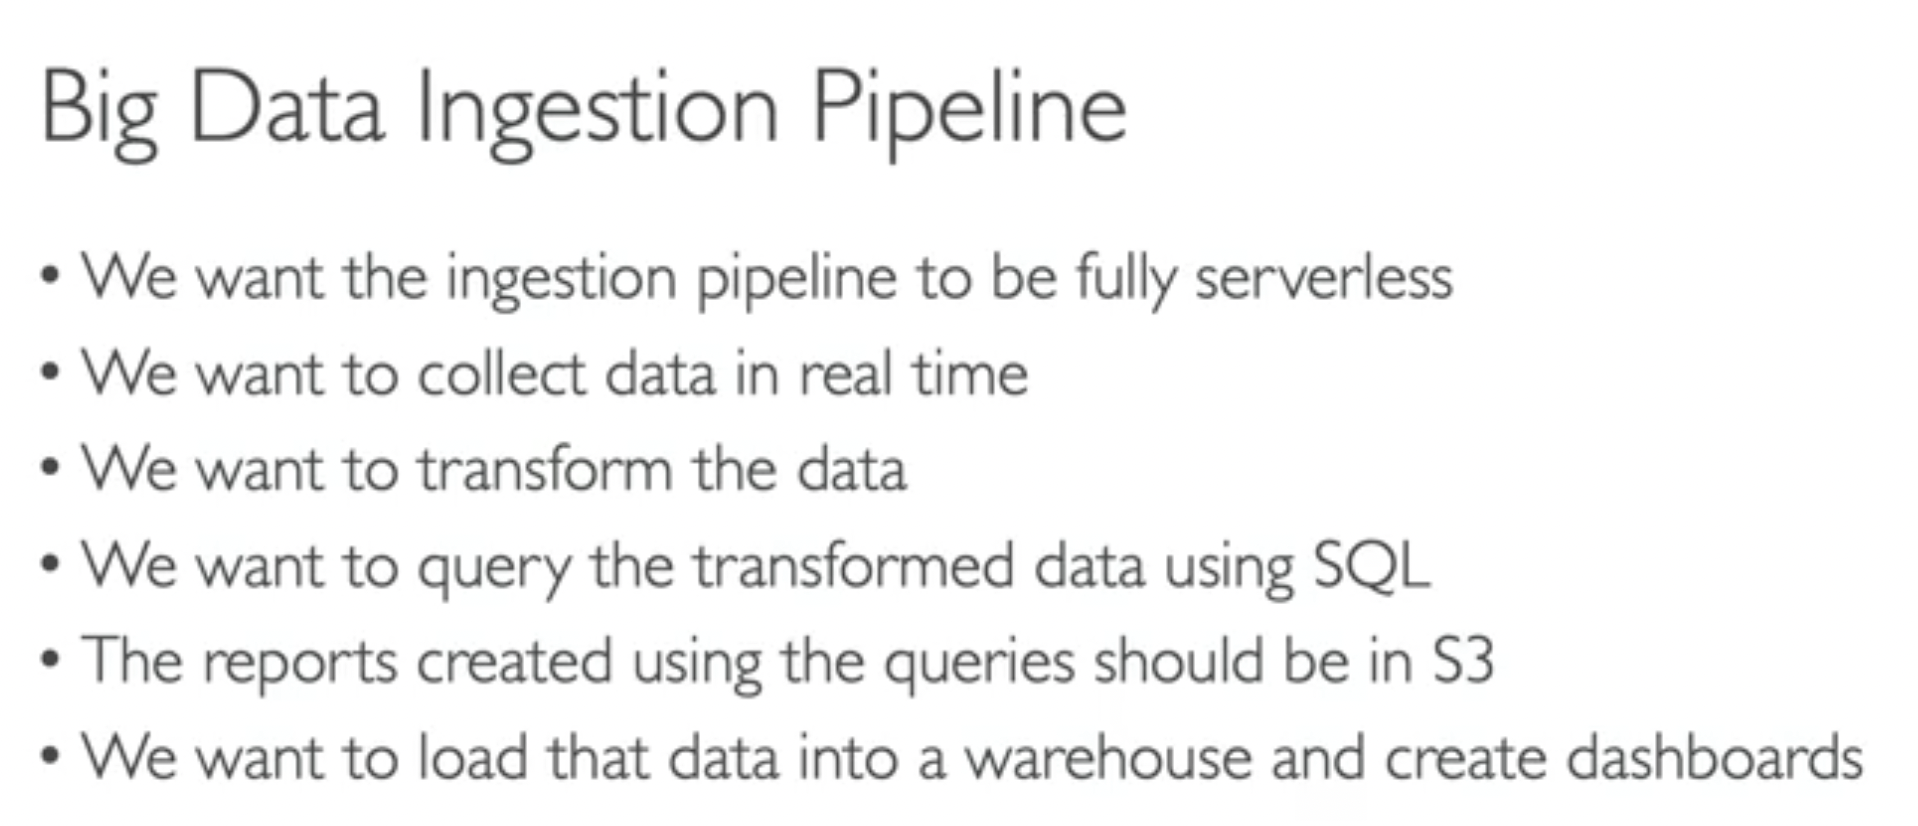 Big Data Ingestion Pipeline
• We want the ingestion pipeline to be fully serverless
• We want to collect data in real time
• We want to transform the data
• We want to query the transformed data using SQL
• The reports created using the queries should be in S3
• We want to load that data into a warehouse and create dashboards